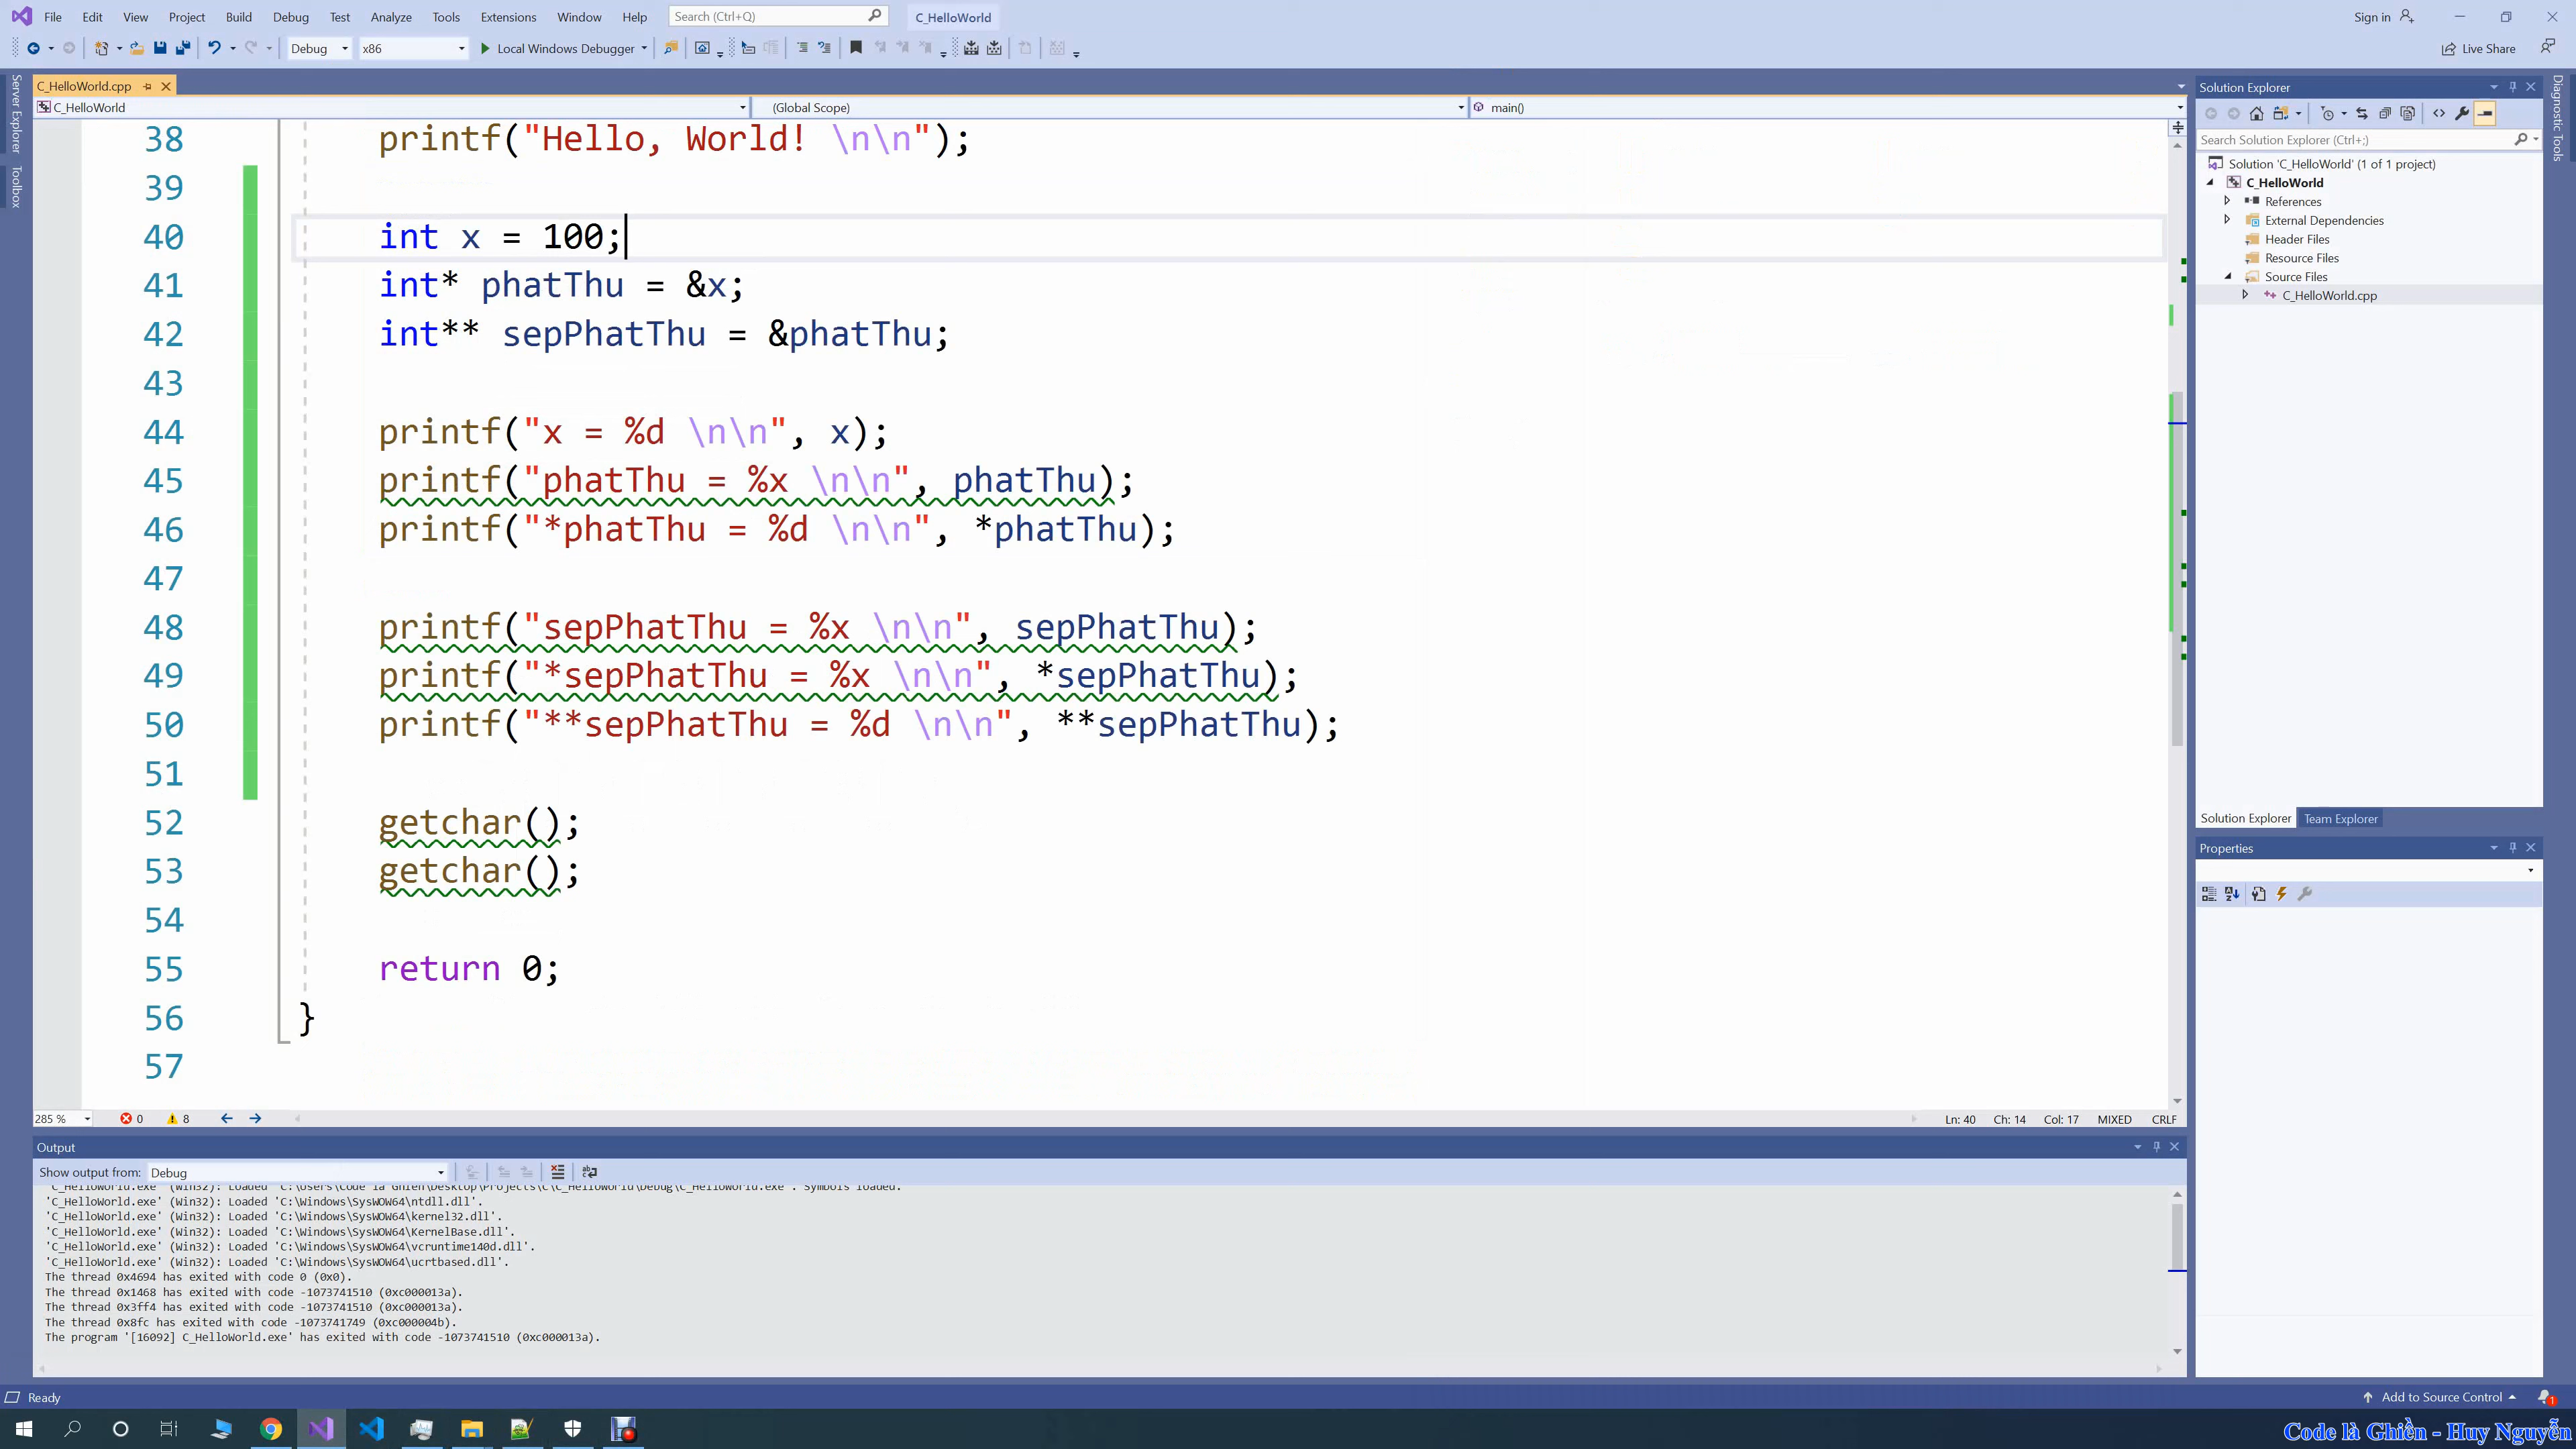 File Edit View Project Build Debug Test Analyze Tools Extensions Window Help Search (Ctrl+Q) C_HelloWorld Sign in
Debug x86 Local Windows Debugger Live Share
Server Explorer
Toolbox
C_HelloWorld.cpp
C_HelloWorld (Global Scope) main()
38 printf("Hello, World! \n\n");
39
40 int x = 100;
41 int* phatThu = &x;
42 int** sepPhatThu = &phatThu;
43
44 printf("x = %d \n\n", x);
45 printf("phatThu = %x \n\n", phatThu);
46 printf("*phatThu = %d \n\n", *phatThu);
47
48 printf("sepPhatThu = %x \n\n", sepPhatThu);
49 printf("*sepPhatThu = %x \n\n", *sepPhatThu);
50 printf("**sepPhatThu = %d \n\n", **sepPhatThu);
51
52 getchar();
53 getchar();
54
55 return 0;
56 }
57
285 % 0 8 Ln: 40 Ch: 14 Col: 17 MIXED CRLF
Output
Show output from: Debug
'C_HelloWorld.exe' (Win32): Loaded 'C:\Users\Code la Ghien\Desktop\Projects\C\C_HelloWorld\Debug\C_HelloWorld.exe'. Symbols loaded.
'C_HelloWorld.exe' (Win32): Loaded 'C:\Windows\SysWOW64\ntdll.dll'.
'C_HelloWorld.exe' (Win32): Loaded 'C:\Windows\SysWOW64\kernel32.dll'.
'C_HelloWorld.exe' (Win32): Loaded 'C:\Windows\SysWOW64\KernelBase.dll'.
'C_HelloWorld.exe' (Win32): Loaded 'C:\Windows\SysWOW64\vcruntime140d.dll'.
'C_HelloWorld.exe' (Win32): Loaded 'C:\Windows\SysWOW64\ucrtbased.dll'.
The thread 0x4694 has exited with code 0 (0x0).
The thread 0x1468 has exited with code -1073741510 (0xc000013a).
The thread 0x3ff4 has exited with code -1073741510 (0xc000013a).
The thread 0x8fc has exited with code -1073741749 (0xc000004b).
The program '[16092] C_HelloWorld.exe' has exited with code -1073741510 (0xc000013a).
Solution Explorer
Search Solution Explorer (Ctrl+;)
Solution 'C_HelloWorld' (1 of 1 project)
C_HelloWorld
References
External Dependencies
Header Files
Resource Files
Source Files
C_HelloWorld.cpp
Solution Explorer Team Explorer
Properties
Diagnostic Tools
Ready Add to Source Control 1
Code là Ghiền - Huy Nguyễn